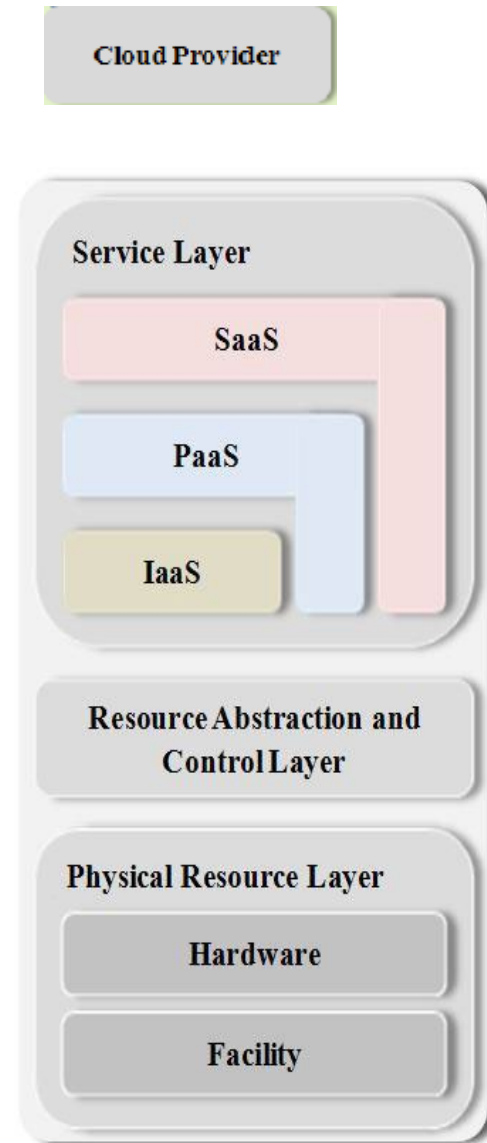 Cloud Provider
Service Layer
SaaS
PaaS
IaaS
Resource Abstraction and
Control Layer
Physical Resource Layer
Hardware
Facility